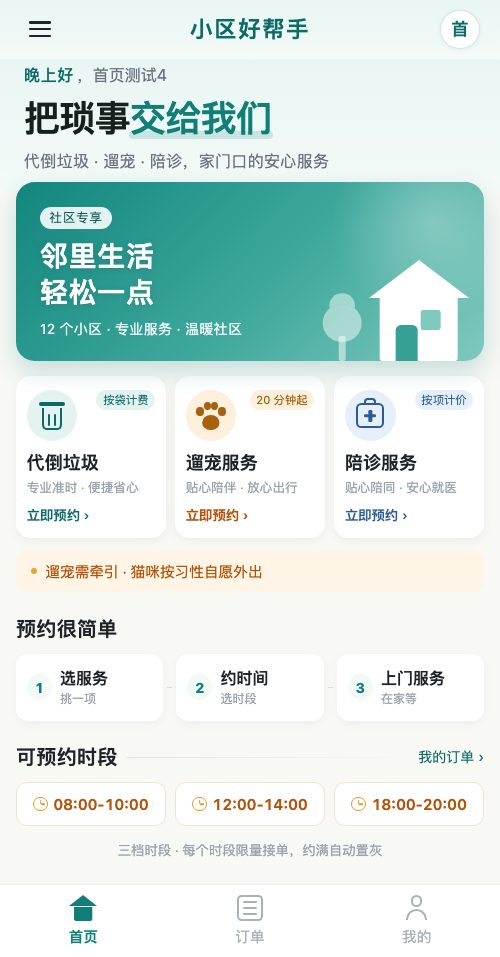 小区好帮手
首
晚上好，首页测试4
把琐事交给我们
代倒垃圾 · 遛宠 · 陪诊，家门口的安心服务
社区专享
邻里生活
轻松一点
12 个小区 · 专业服务 · 温暖社区
按袋计费
代倒垃圾
专业准时 · 便捷省心
立即预约 ›
20 分钟起
遛宠服务
贴心陪伴 · 放心出行
立即预约 ›
按项计价
陪诊服务
贴心陪同 · 安心就医
立即预约 ›
遛宠需牵引 · 猫咪按习性自愿外出
预约很简单
1
选服务
挑一项
2
约时间
选时段
3
上门服务
在家等
可预约时段
我的订单 ›
08:00-10:00
12:00-14:00
18:00-20:00
三档时段 · 每个时段限量接单，约满自动置灰
首页
订单
我的